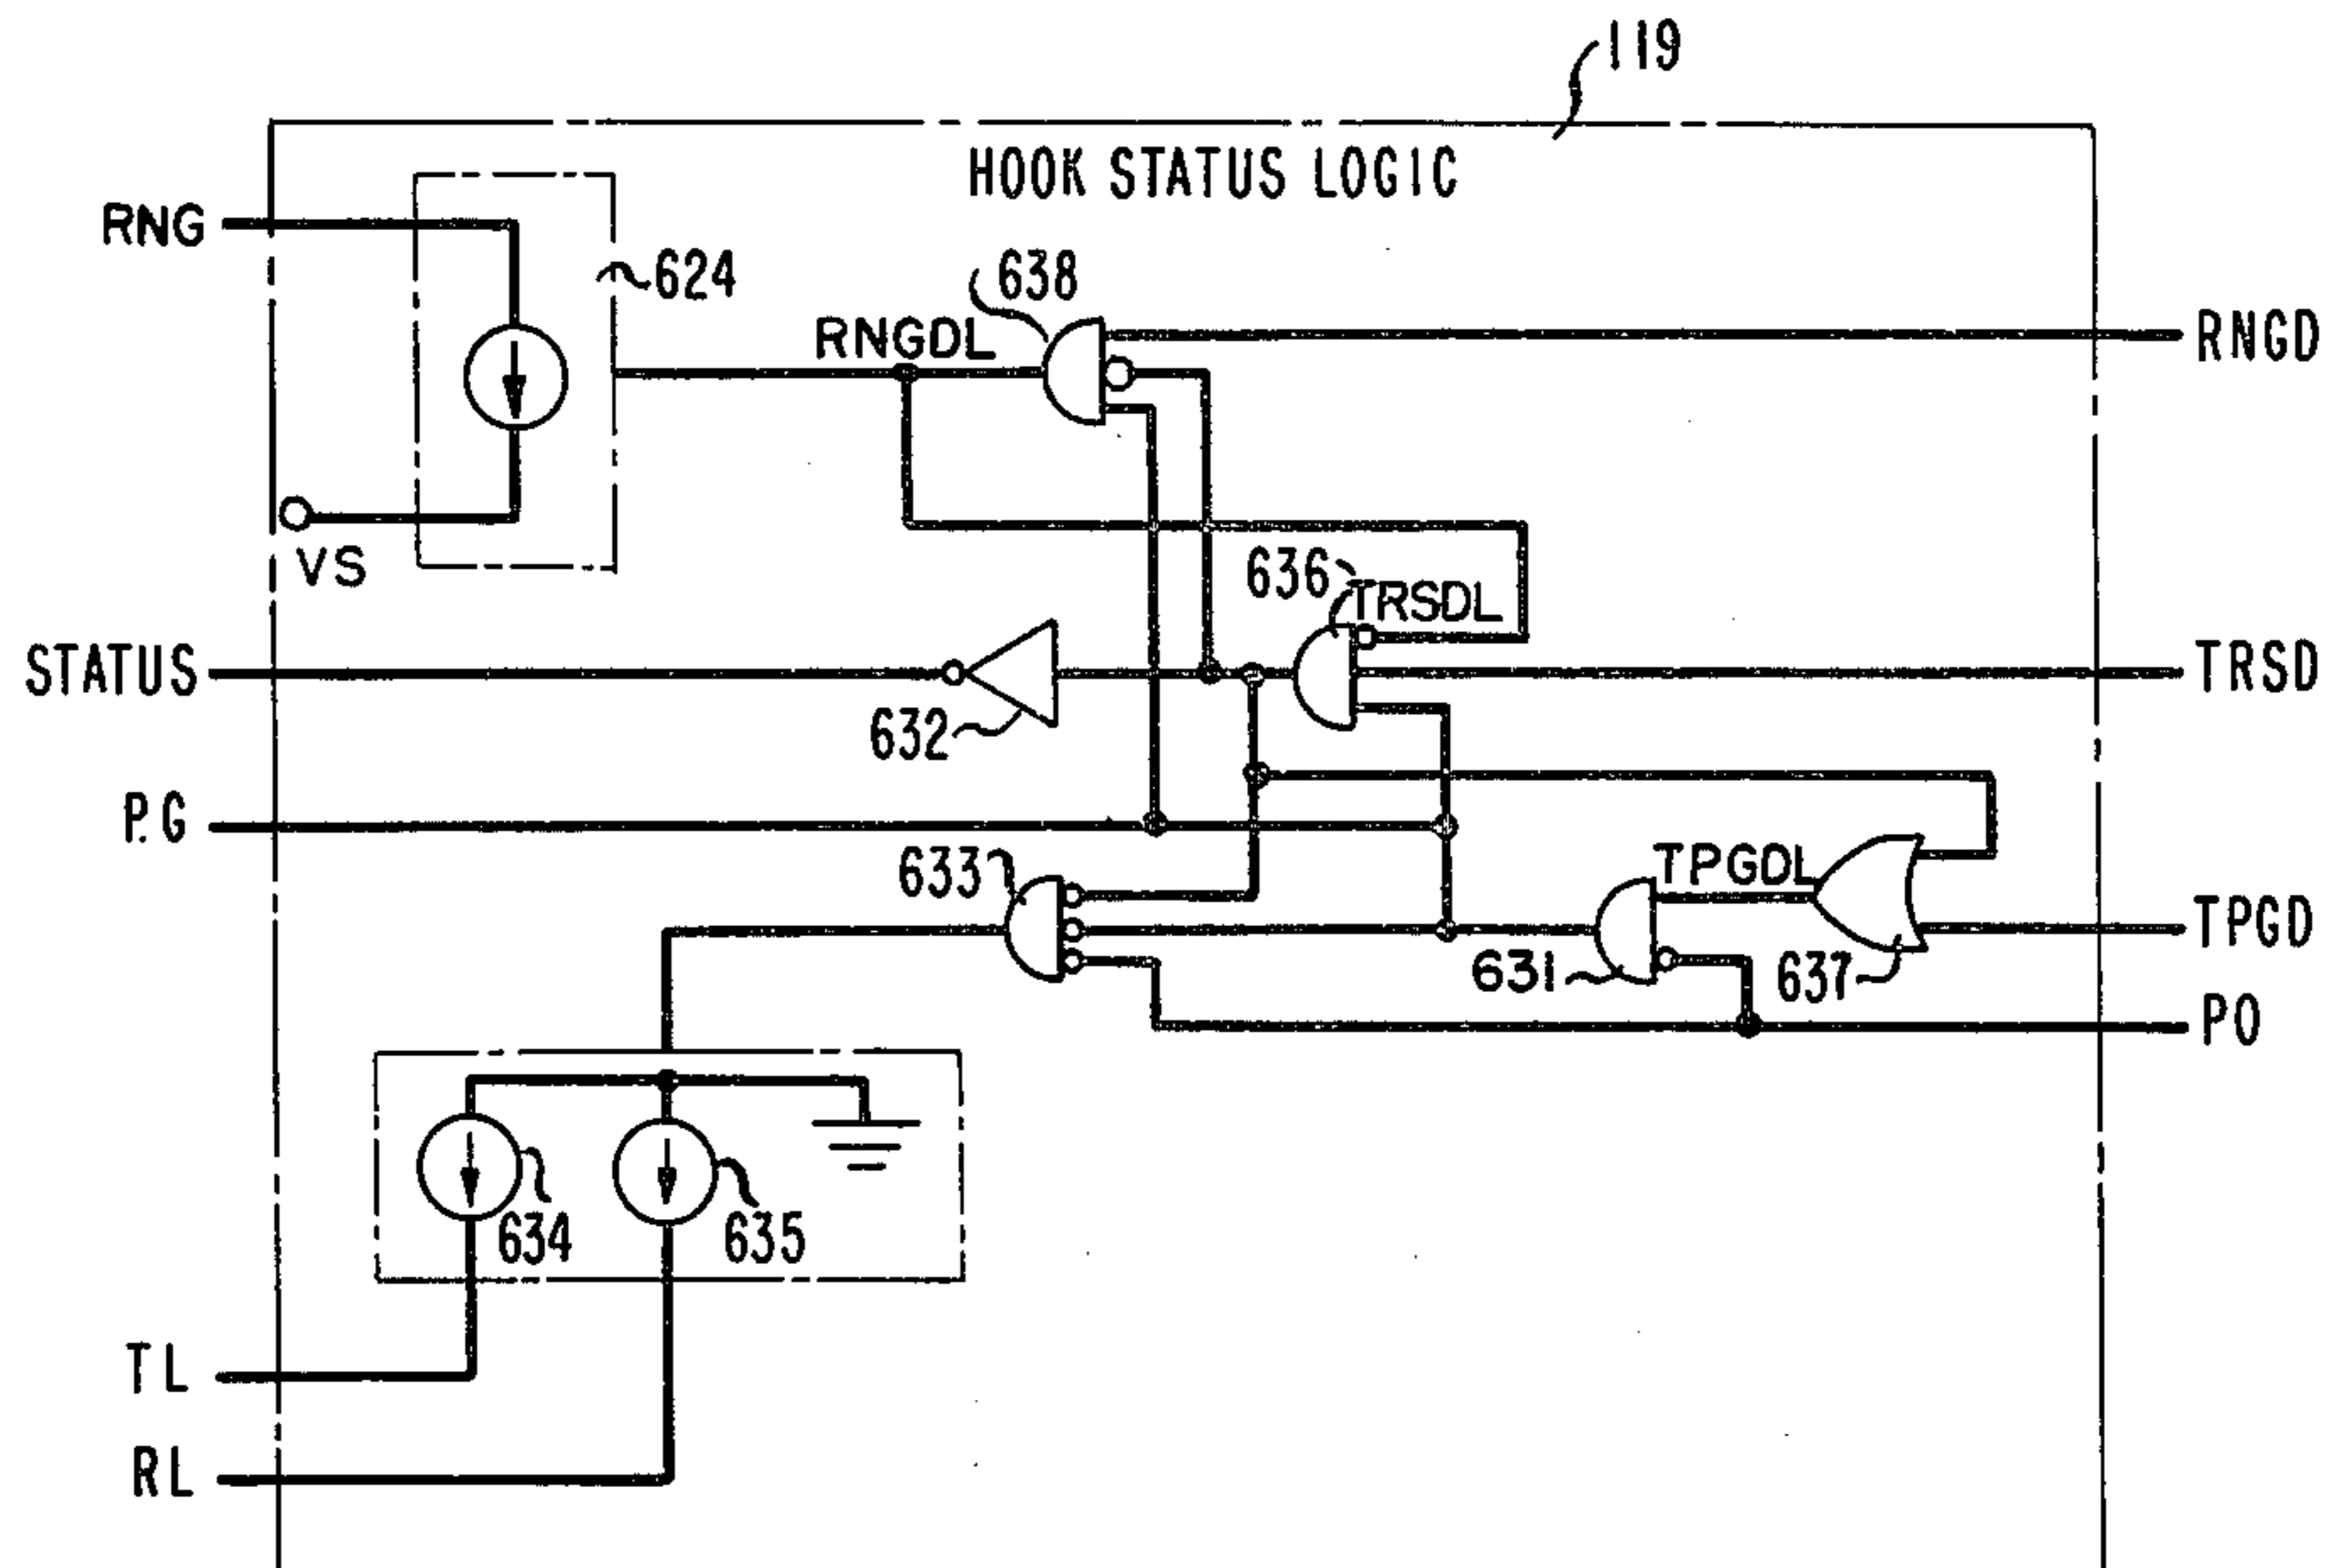 119
HOOK STATUS LOGIC
RNG
624
638
RNGDL
RNGD
VS
636
TRSDL
STATUS
TRSD
632
P.G
633
TPGDL
TPGD
631
637
PO
634
635
TL
RL